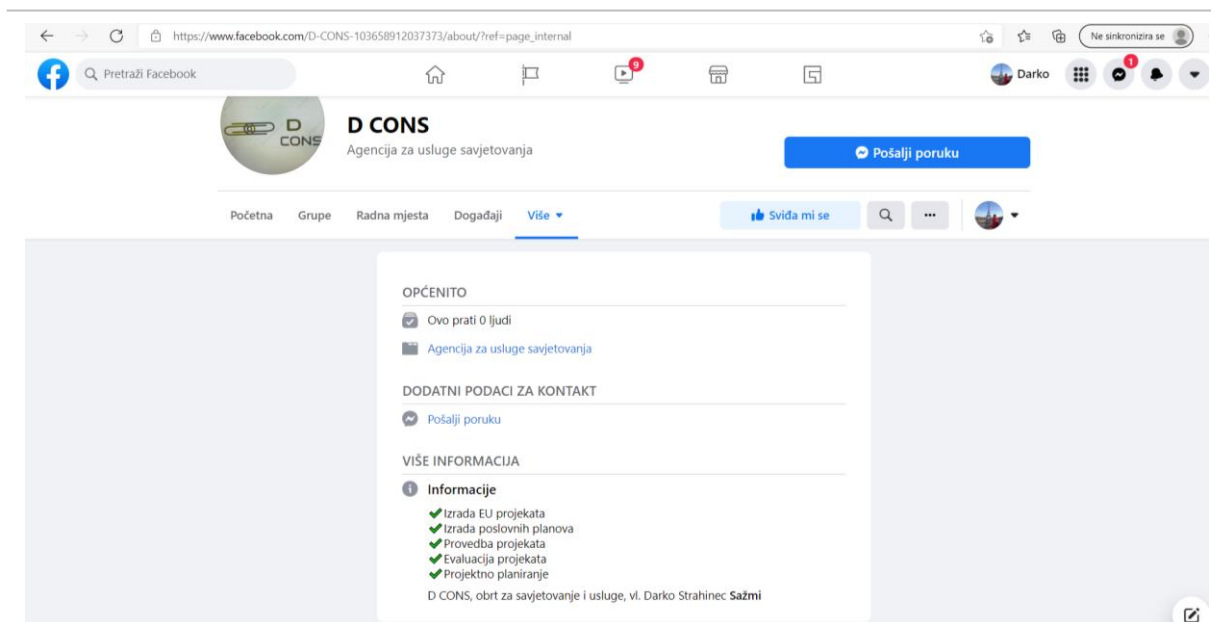 https://www.facebook.com/D-CONS-103658912037373/about/?ref=page_internal
Ne sinkronizira se
Pretraži Facebook
9
Darko
1
D
CONS
D CONS
Agencija za usluge savjetovanja
Pošalji poruku
Početna Grupe Radna mjesta Događaji Više
Sviđa mi se
OPĆENITO
Ovo prati 0 ljudi
Agencija za usluge savjetovanja
DODATNI PODACI ZA KONTAKT
Pošalji poruku
VIŠE INFORMACIJA
Informacije
Izrada EU projekata
Izrada poslovnih planova
Provedba projekata
Evaluacija projekata
Projektno planiranje
D CONS, obrt za savjetovanje i usluge, vl. Darko Strahinec Sažmi